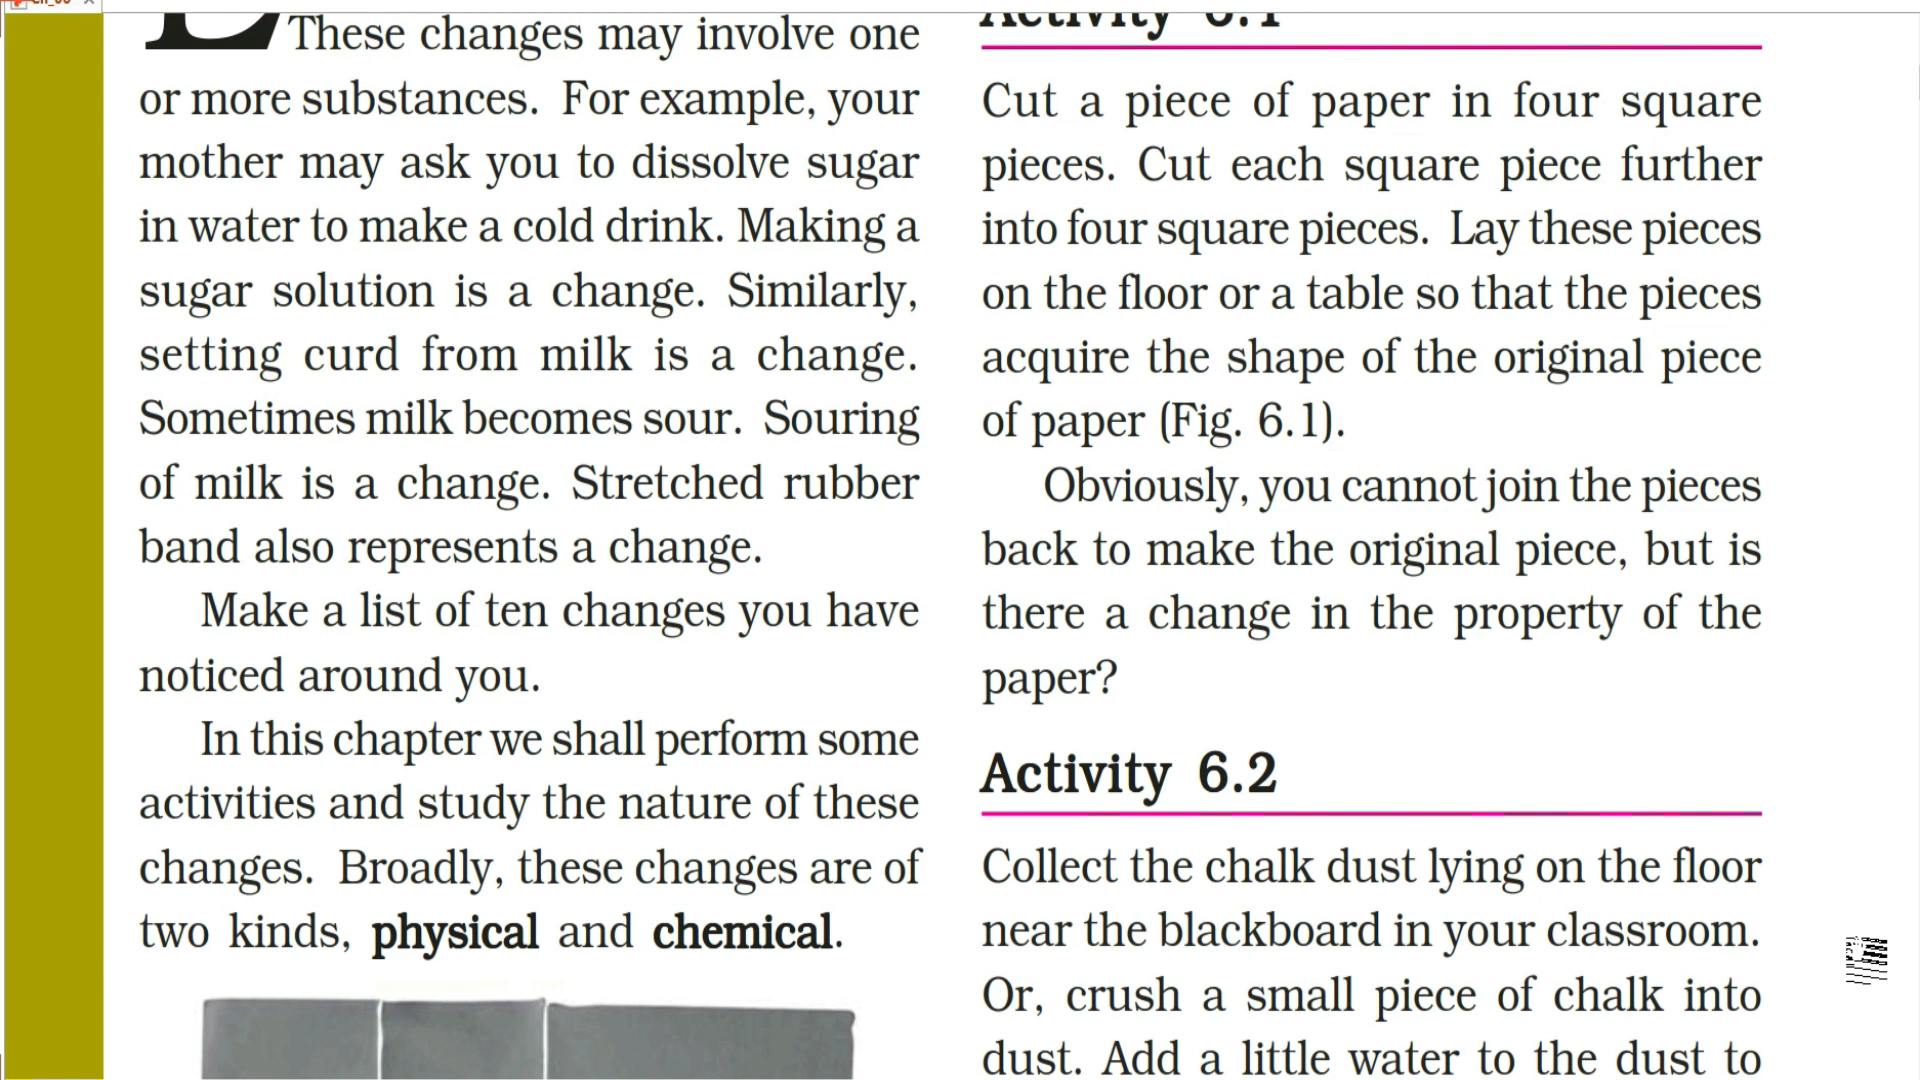 These changes may involve one
or more substances. For example, your
mother may ask you to dissolve sugar
in water to make a cold drink. Making a
sugar solution is a change. Similarly,
setting curd from milk is a change.
Sometimes milk becomes sour. Souring
of milk is a change. Stretched rubber
band also represents a change.
Make a list of ten changes you have
noticed around you.
In this chapter we shall perform some
activities and study the nature of these
changes. Broadly, these changes are of
two kinds, physical and chemical.
Activity 6.1
Cut a piece of paper in four square
pieces. Cut each square piece further
into four square pieces. Lay these pieces
on the floor or a table so that the pieces
acquire the shape of the original piece
of paper (Fig. 6.1).
Obviously, you cannot join the pieces
back to make the original piece, but is
there a change in the property of the
paper?
Activity 6.2
Collect the chalk dust lying on the floor
near the blackboard in your classroom.
Or, crush a small piece of chalk into
dust. Add a little water to the dust to